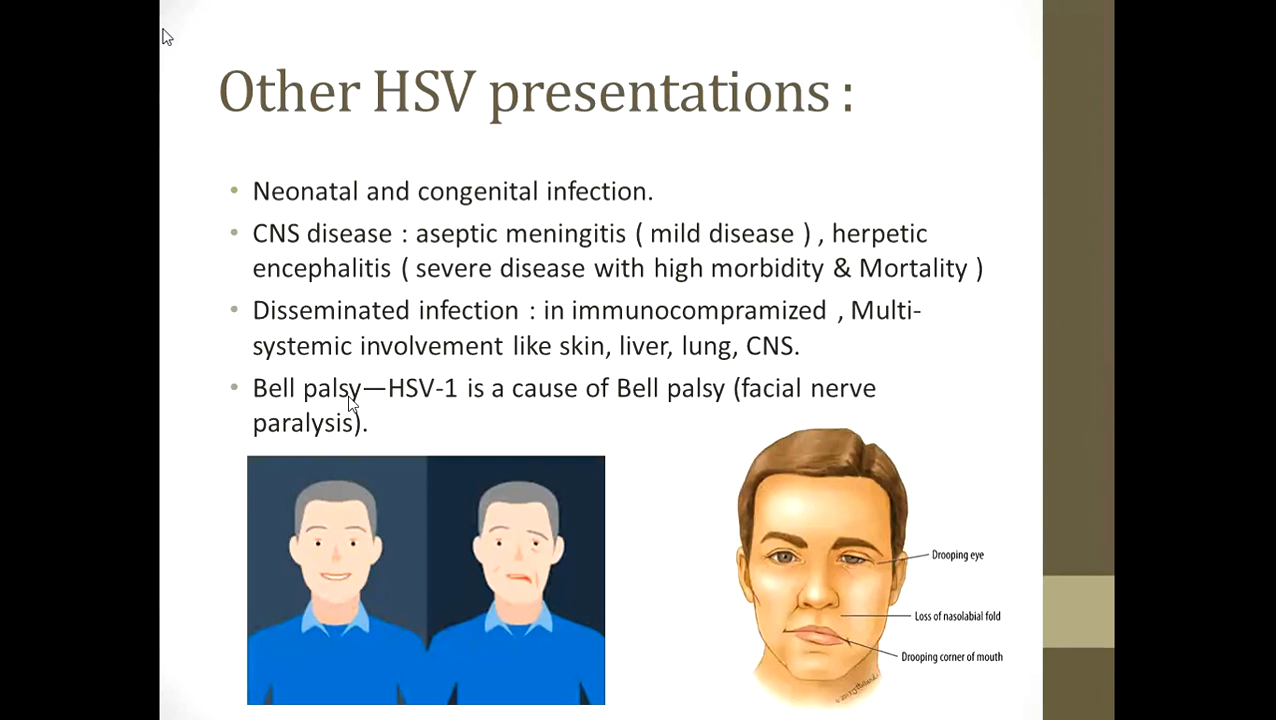 Other HSV presentations :
• Neonatal and congenital infection.
• CNS disease : aseptic meningitis ( mild disease ) , herpetic
encephalitis ( severe disease with high morbidity & Mortality )
• Disseminated infection : in immunocompramized , Multi-
systemic involvement like skin, liver, lung, CNS.
• Bell palsy—HSV-1 is a cause of Bell palsy (facial nerve
paralysis).
Drooping eye
Loss of nasolabial fold
Drooping corner of mouth